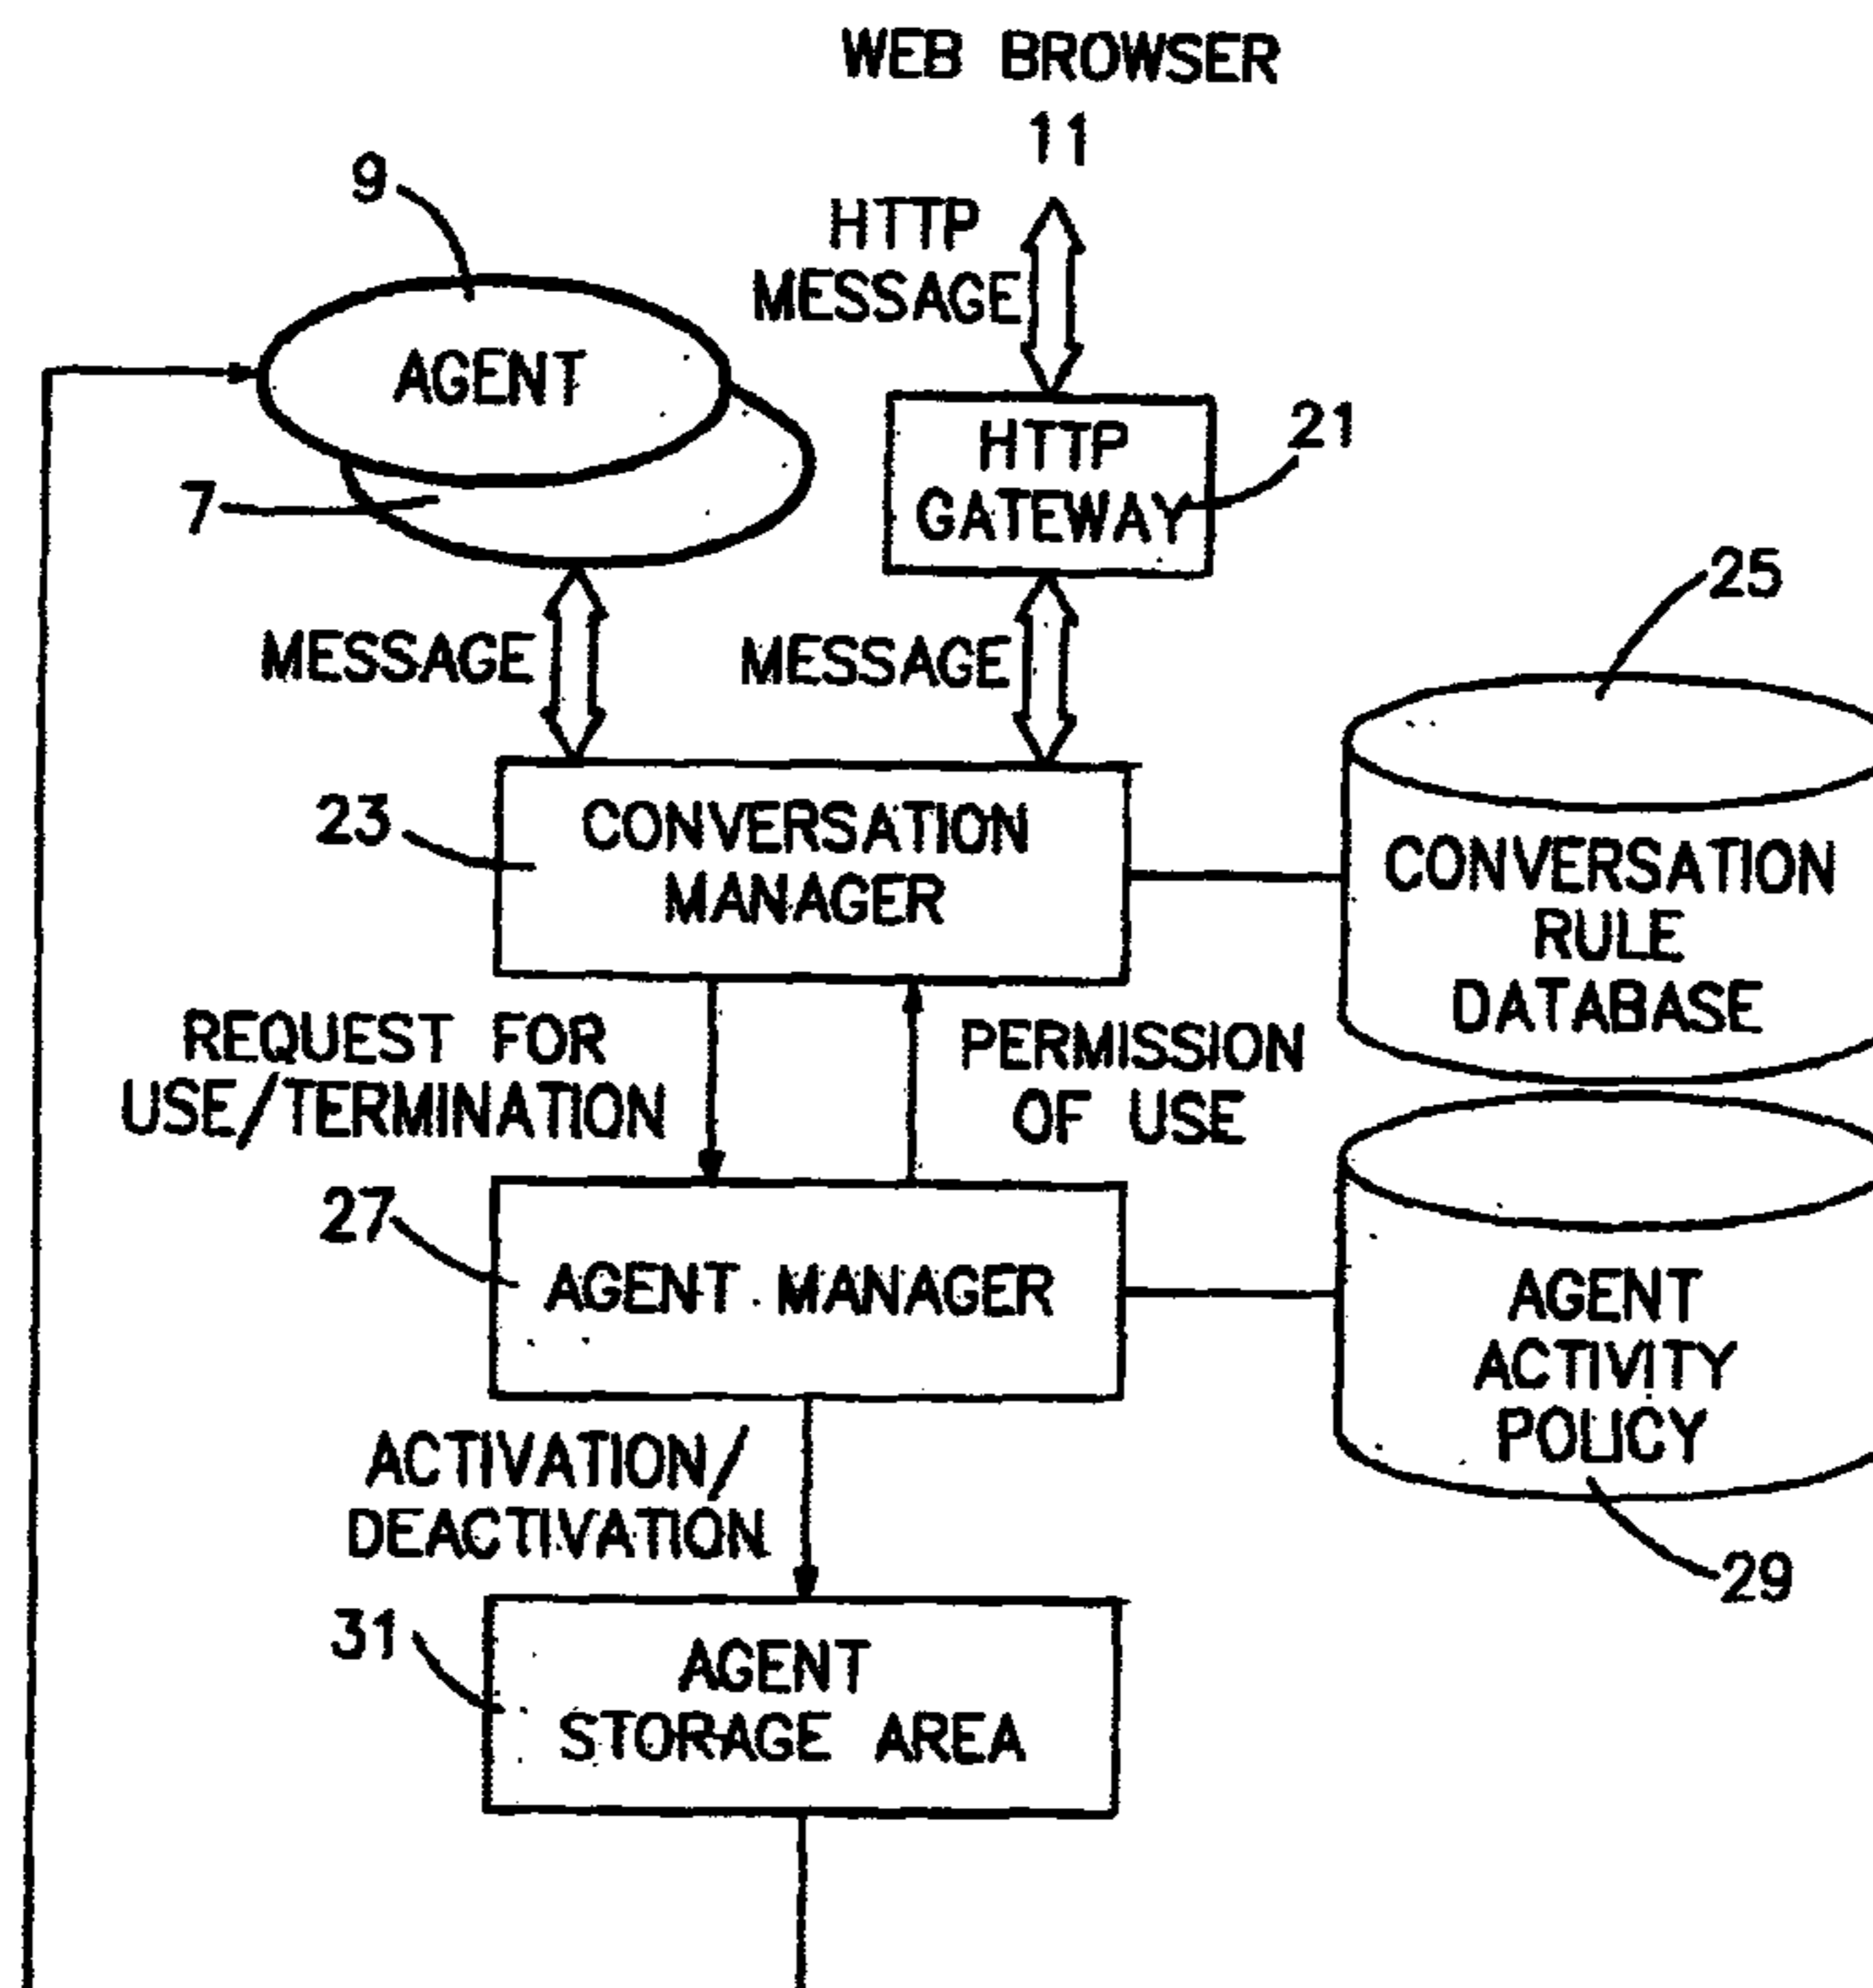 WEB BROWSER
11
9
HTTP
MESSAGE
AGENT
21
HTTP
GATEWAY
7
25
MESSAGE
MESSAGE
23
CONVERSATION
MANAGER
CONVERSATION
RULE
DATABASE
REQUEST FOR
USE/TERMINATION
PERMISSION
OF USE
27
AGENT MANAGER
AGENT
ACTIVITY
POLICY
ACTIVATION/
DEACTIVATION
29
31
AGENT
STORAGE AREA